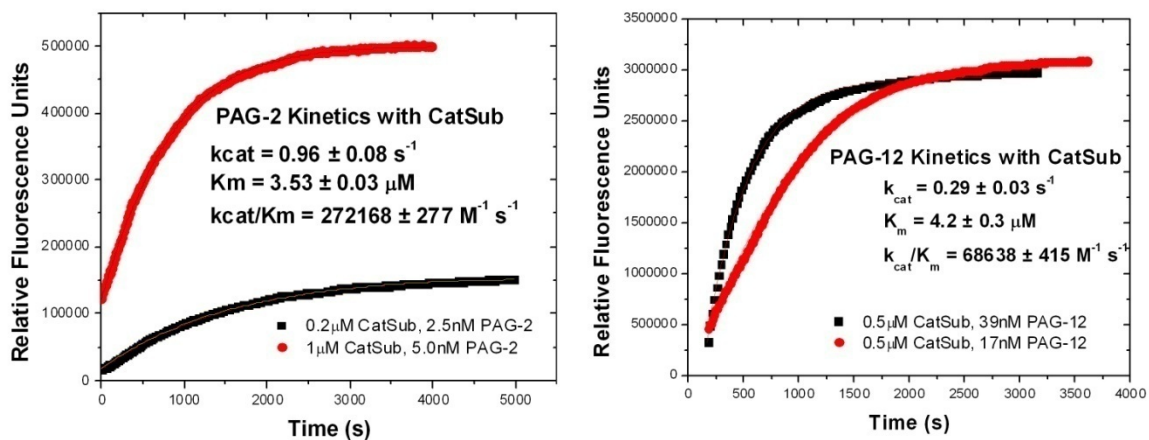 Relative Fluorescence Units
500000
400000
300000
200000
100000
0
PAG-2 Kinetics with CatSub
kcat = 0.96 ± 0.08 s⁻¹
Km = 3.53 ± 0.03 μM
kcat/Km = 272168 ± 277 M⁻¹ s⁻¹
0.2μM CatSub, 2.5nM PAG-2
1μM CatSub, 5.0nM PAG-2
0 1000 2000 3000 4000 5000
Time (s)
Relative Fluorescence Units
3500000
3000000
2500000
2000000
1500000
1000000
500000
0
PAG-12 Kinetics with CatSub
k_cat = 0.29 ± 0.03 s⁻¹
K_m = 4.2 ± 0.3 μM
k_cat/K_m = 68638 ± 415 M⁻¹ s⁻¹
0.5μM CatSub, 39nM PAG-12
0.5μM CatSub, 17nM PAG-12
0 500 1000 1500 2000 2500 3000 3500 4000
Time (s)